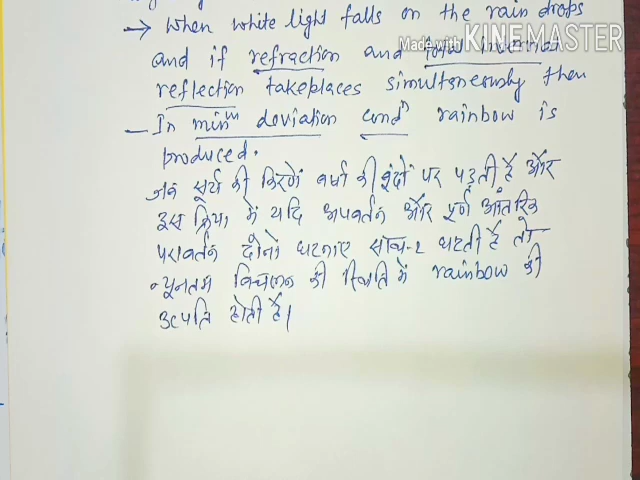 → When white light falls on the rain drops
Made with KINEMASTER
and if refraction and total internal
reflection takeplaces simultoneously then
- In minᵐ deviation condⁿ rainbow is
produced.
जब सूर्य की किरणें वर्षा की बूंदों पर पड़ती हैं और
इस क्रिया में यदि अपवर्तन और पूर्ण आंतरिक
परावर्तन दोनो घटनाए साथ-2 घटती हैं तो
न्यूनतम विचलन की स्थिति में rainbow की
उत्पति होती हैं।